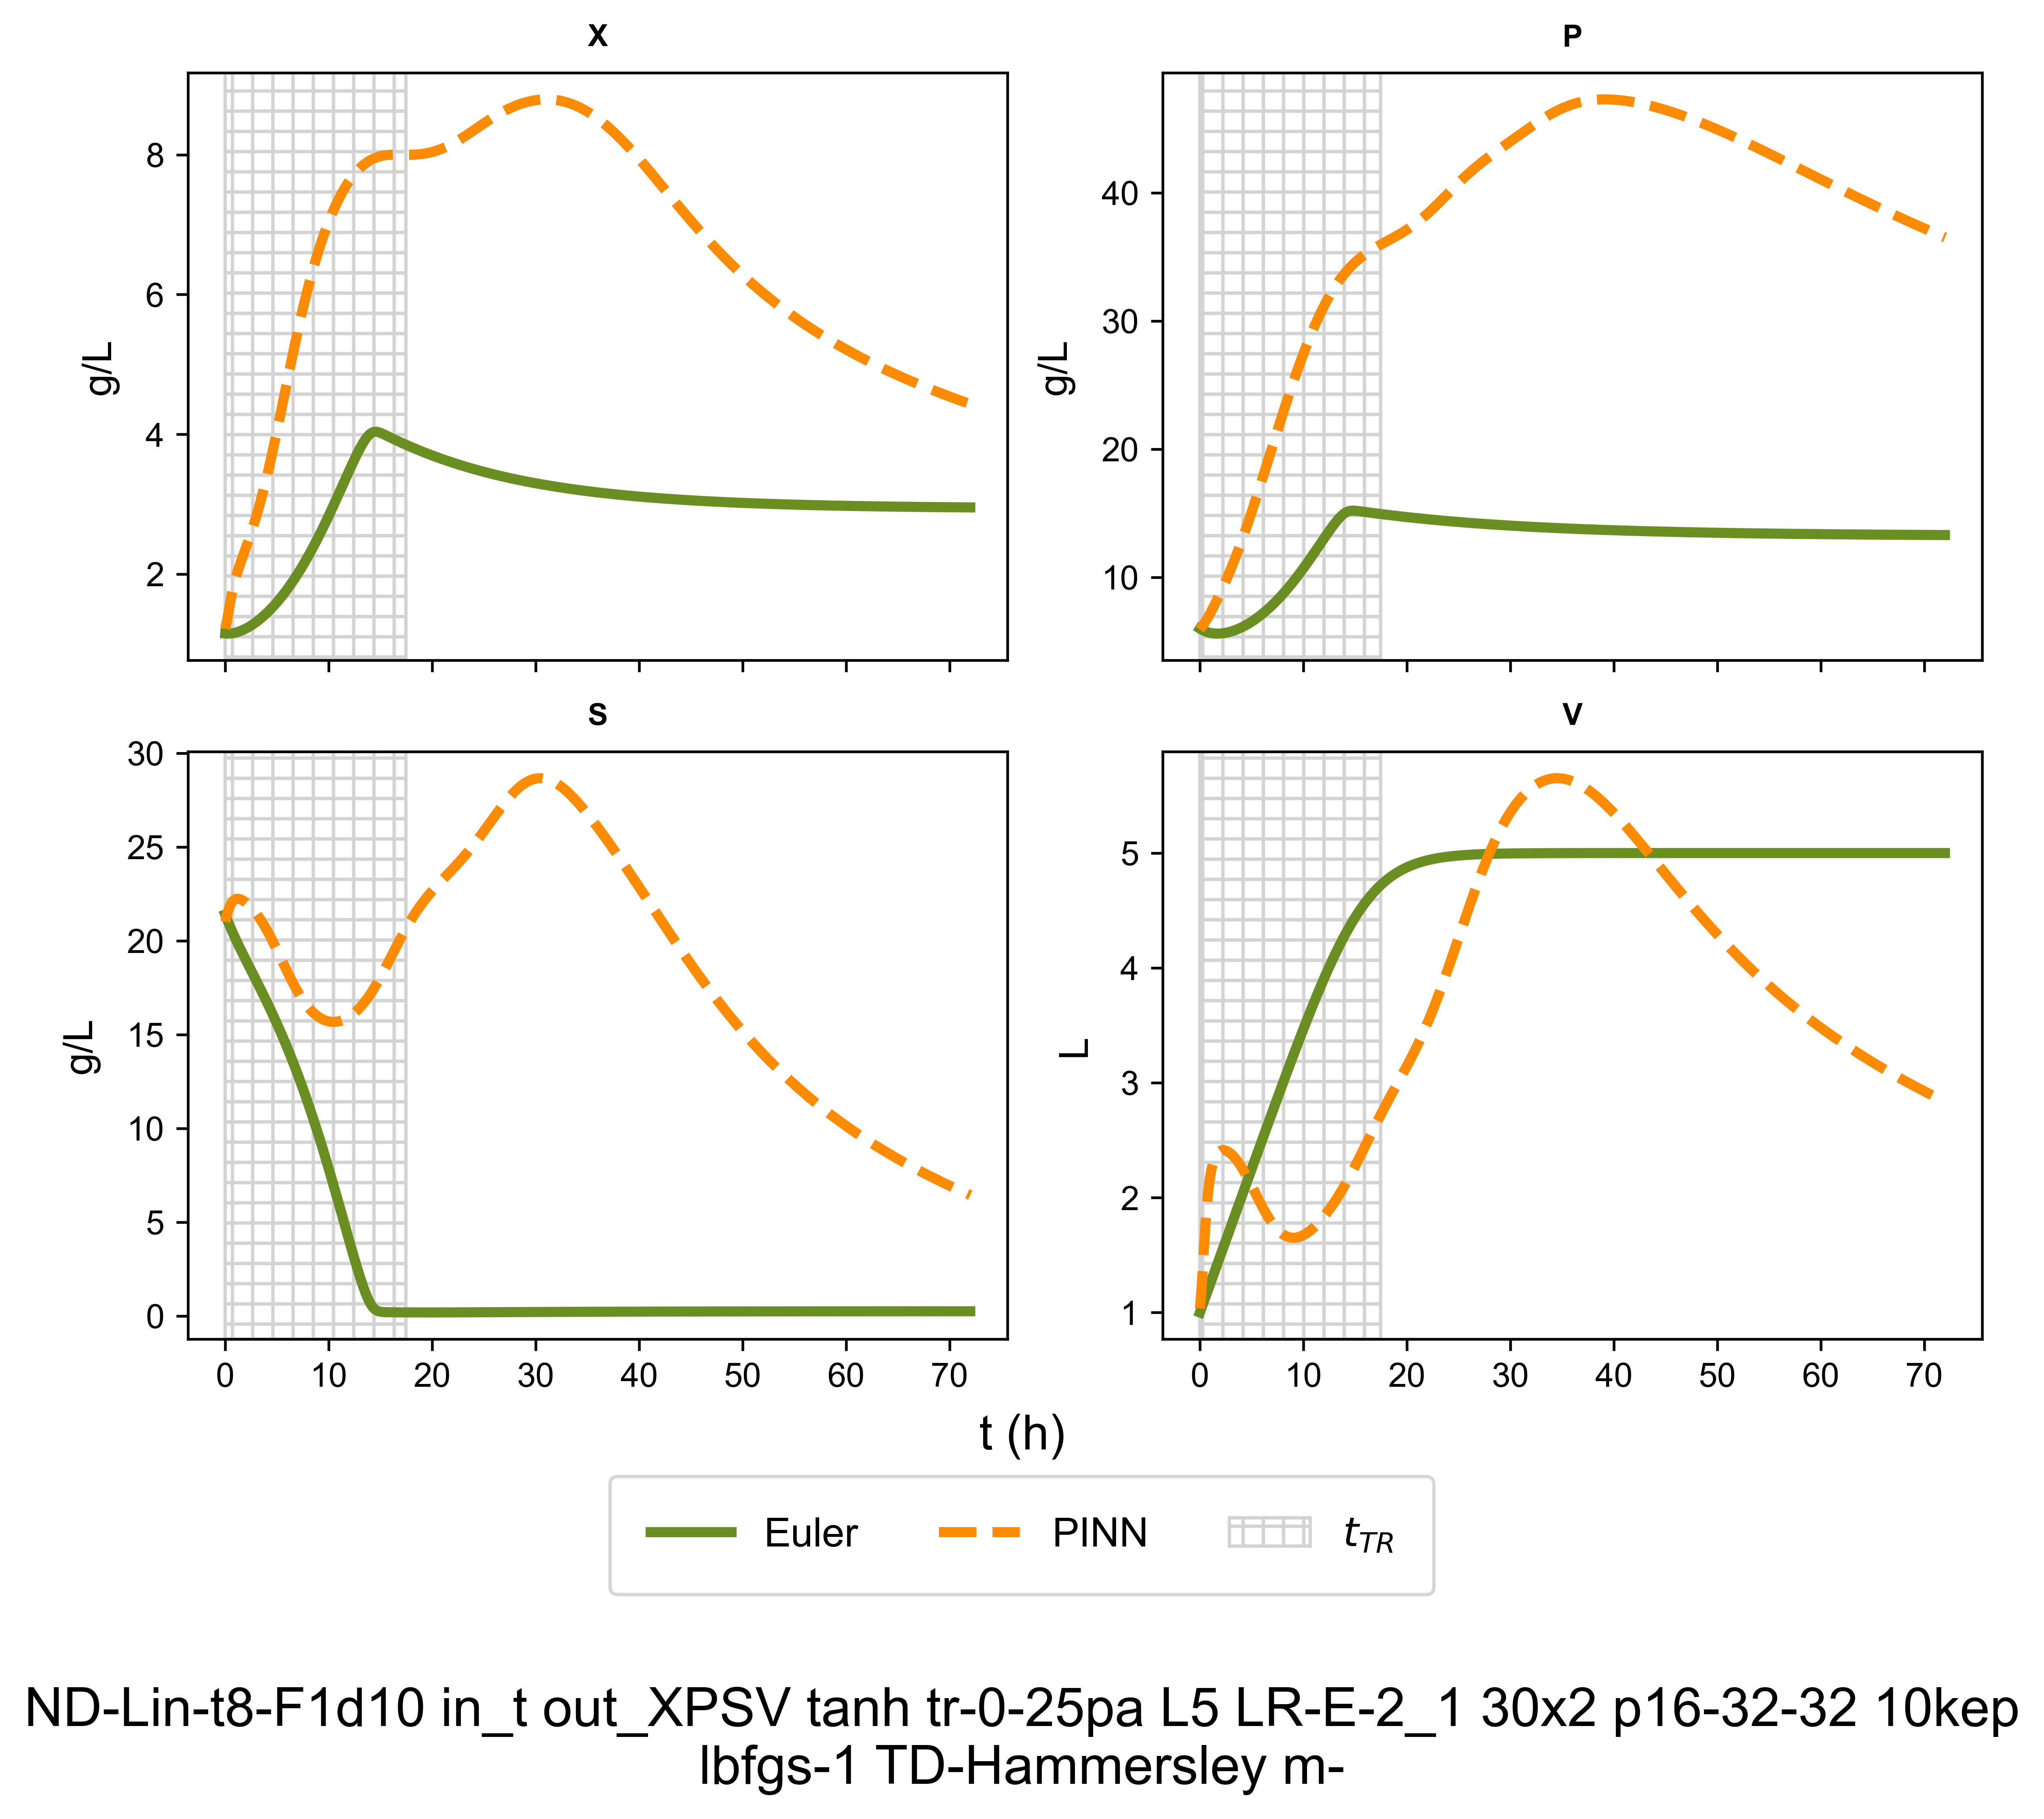 X
P
8
6
4
2
g/L
40
30
20
10
g/L
S
V
30
25
20
15
10
5
0
g/L
5
4
3
2
1
L
0 10 20 30 40 50 60 70
0 10 20 30 40 50 60 70
t (h)
Euler PINN t_TR
ND-Lin-t8-F1d10 in_t out_XPSV tanh tr-0-25pa L5 LR-E-2_1 30x2 p16-32-32 10kep
lbfgs-1 TD-Hammersley m-